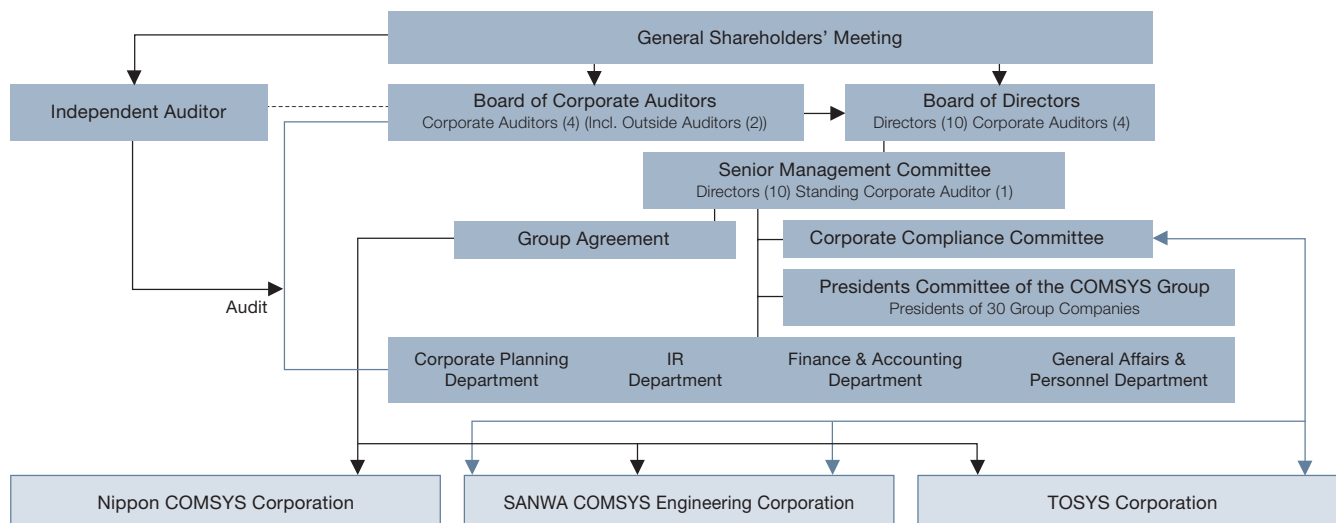 General Shareholders' Meeting
Independent Auditor
Board of Corporate Auditors
Corporate Auditors (4) (Incl. Outside Auditors (2))
Board of Directors
Directors (10) Corporate Auditors (4)
Senior Management Committee
Directors (10) Standing Corporate Auditor (1)
Group Agreement
Corporate Compliance Committee
Presidents Committee of the COMSYS Group
Presidents of 30 Group Companies
Audit
Corporate Planning
Department
IR
Department
Finance & Accounting
Department
General Affairs &
Personnel Department
Nippon COMSYS Corporation
SANWA COMSYS Engineering Corporation
TOSYS Corporation